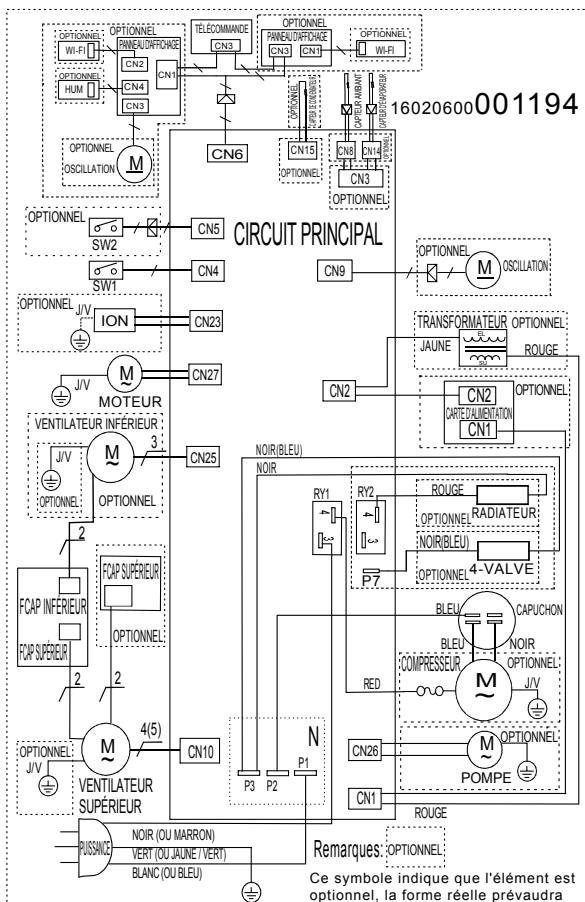 OPTIONNEL
OPTIONNEL
WI-FI
PANNEAU D'AFFICHAGE
CN2
CN1
OPTIONNEL
HUM
CN4
CN3
OPTIONNEL
M
OSCILLATION
TÉLÉCOMMANDE
CN3
CN6
OPTIONNEL
PANNEAU D'AFFICHAGE
CN3
CN1
OPTIONNEL
WI-FI
OPTIONNEL
CN15
OPTIONNEL
CAPTEUR AMBIANT
CN8
CN14
OPTIONNEL
CN3
OPTIONNEL
16020600001194
CIRCUIT PRINCIPAL
OPTIONNEL
SW2
CN5
SW1
CN4
OPTIONNEL
J/V
ION
CN23
M
~
J/V
MOTEUR
CN27
VENTILATEUR INFÉRIEUR
J/V
M
~
3
CN25
OPTIONNEL
OPTIONNEL
2
FCAP INFÉRIEUR
FCAP SUPÉRIEUR
FCAP SUPÉRIEUR
OPTIONNEL
2
2
OPTIONNEL
J/V
M
~
4(5)
CN10
VENTILATEUR
SUPÉRIEUR
CN9
OPTIONNEL
M
OSCILLATION
TRANSFORMATEUR
OPTIONNEL
EL
JAUNE
SU
ROUGE
CN2
CN2
OPTIONNEL
CARTE D'ALIMENTATION
CN1
NOIR(BLEU)
NOIR
RY1
4
3
RY2
4
3
ROUGE
OPTIONNEL
RADIATEUR
NOIR(BLEU)
P7
OPTIONNEL
4-VALVE
BLEU
CAPUCHON
BLEU
NOIR
COMPRESSEUR
OPTIONNEL
RED
M
~
J/V
OPTIONNEL
CN26
M
~
POMPE
N
P3
P2
P1
CN1
ROUGE
PUISSANCE
NOIR (OU MARRON)
VERT (OU JAUNE / VERT)
BLANC (OU BLEU)
Remarques: OPTIONNEL
Ce symbole indique que l'élément est
optionnel, la forme réelle prévaudra